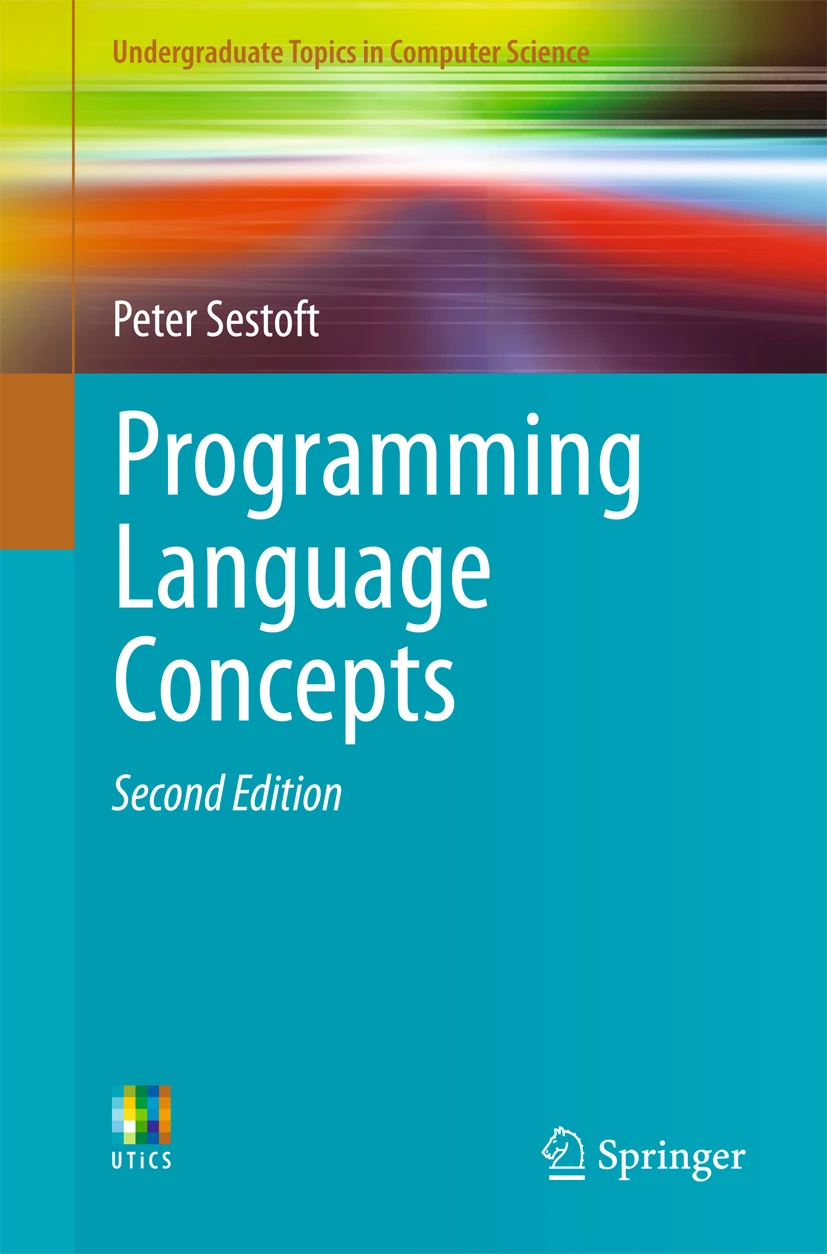 Undergraduate Topics in Computer Science
Peter Sestoft
Programming
Language
Concepts
Second Edition
UTiCS
Springer